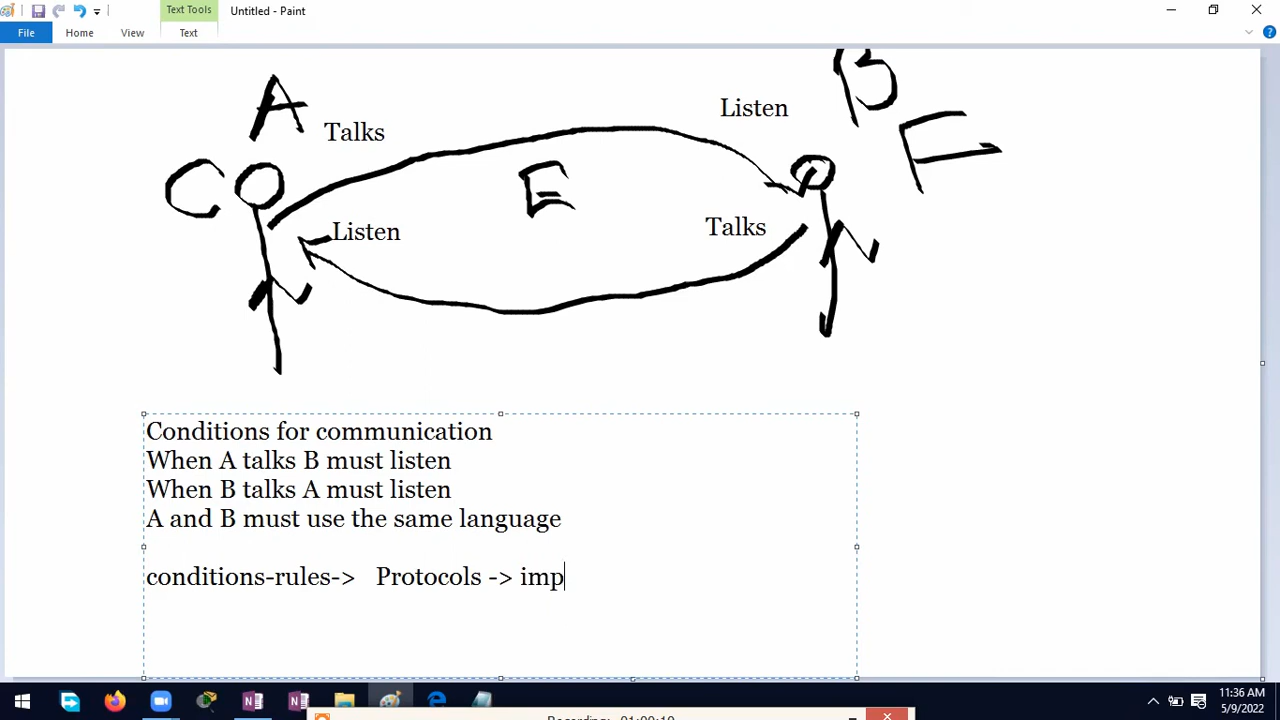 Text Tools
Untitled - Paint
File Home View Text
A
B
Talks
Listen
F
C
E
Listen
Talks
Conditions for communication
When A talks B must listen
When B talks A must listen
A and B must use the same language
conditions-rules-> Protocols -> imp
11:36 AM
5/9/2022